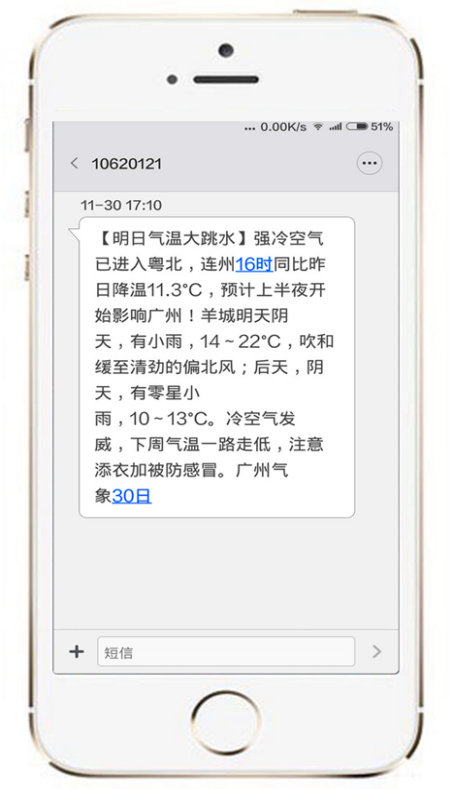 ... 0.00K/s 51%
10620121
11-30 17:10
【明日气温大跳水】强冷空气
已进入粤北，连州16时同比昨
日降温11.3°C，预计上半夜开
始影响广州！羊城明天阴
天，有小雨，14～22°C，吹和
缓至清劲的偏北风；后天，阴
天，有零星小
雨，10～13°C。冷空气发
威，下周气温一路走低，注意
添衣加被防感冒。广州气
象30日
短信